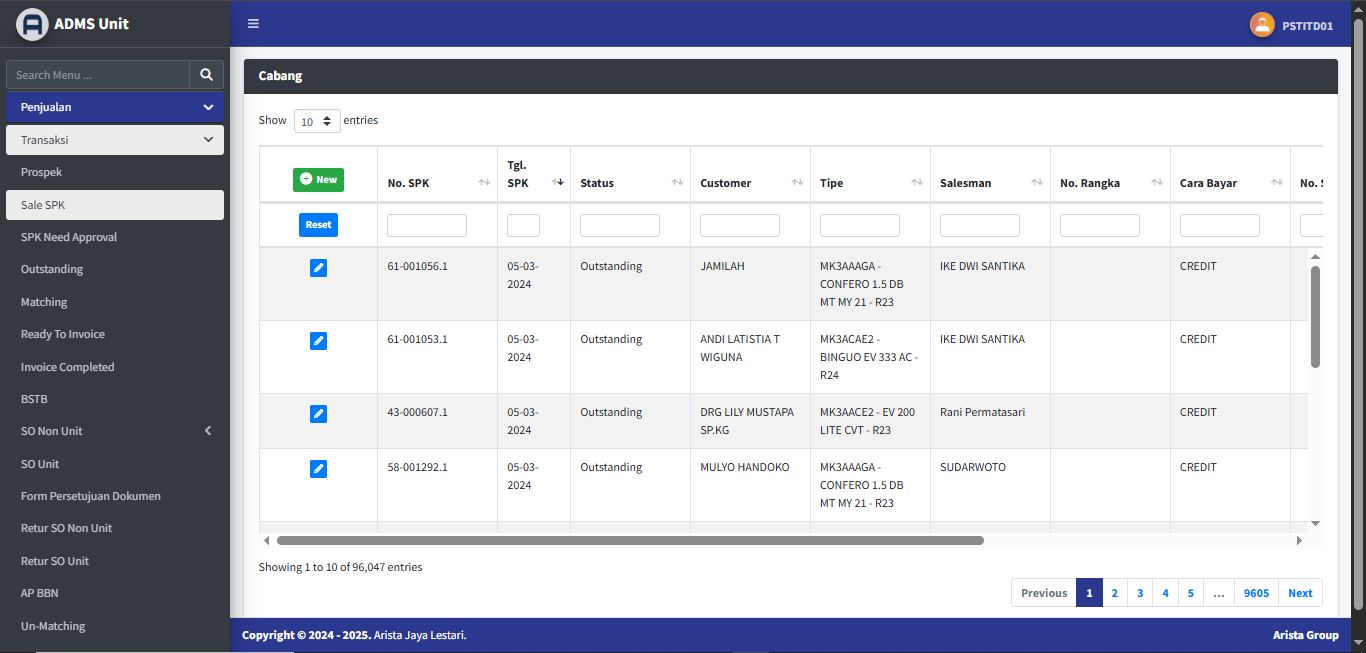 ADMS Unit
PSTITD01
Search Menu ...
Penjualan
Transaksi
Prospek
Sale SPK
SPK Need Approval
Outstanding
Matching
Ready To Invoice
Invoice Completed
BSTB
SO Non Unit
SO Unit
Form Persetujuan Dokumen
Retur SO Non Unit
Retur SO Unit
AP BBN
Un-Matching
Cabang
Show 10 entries
New
No. SPK
Tgl.
SPK
Status
Customer
Tipe
Salesman
No. Rangka
Cara Bayar
No.
Reset
61-001056.1
05-03-
2024
Outstanding
JAMILAH
MK3AAAGA -
CONFERO 1.5 DB
MT MY 21 - R23
IKE DWI SANTIKA
CREDIT
61-001053.1
05-03-
2024
Outstanding
ANDI LATISTIA T
WIGUNA
MK3ACAE2 -
BINGUO EV 333 AC -
R24
IKE DWI SANTIKA
CREDIT
43-000607.1
05-03-
2024
Outstanding
DRG LILY MUSTAPA
SP.KG
MK3AACE2 - EV 200
LITE CVT - R23
Rani Permatasari
CREDIT
58-001292.1
05-03-
2024
Outstanding
MULYO HANDOKO
MK3AAAGA -
CONFERO 1.5 DB
MT MY 21 - R23
SUDARWOTO
CREDIT
Showing 1 to 10 of 96,047 entries
Previous 1 2 3 4 5 ... 9605 Next
Copyright © 2024 - 2025. Arista Jaya Lestari.
Arista Group